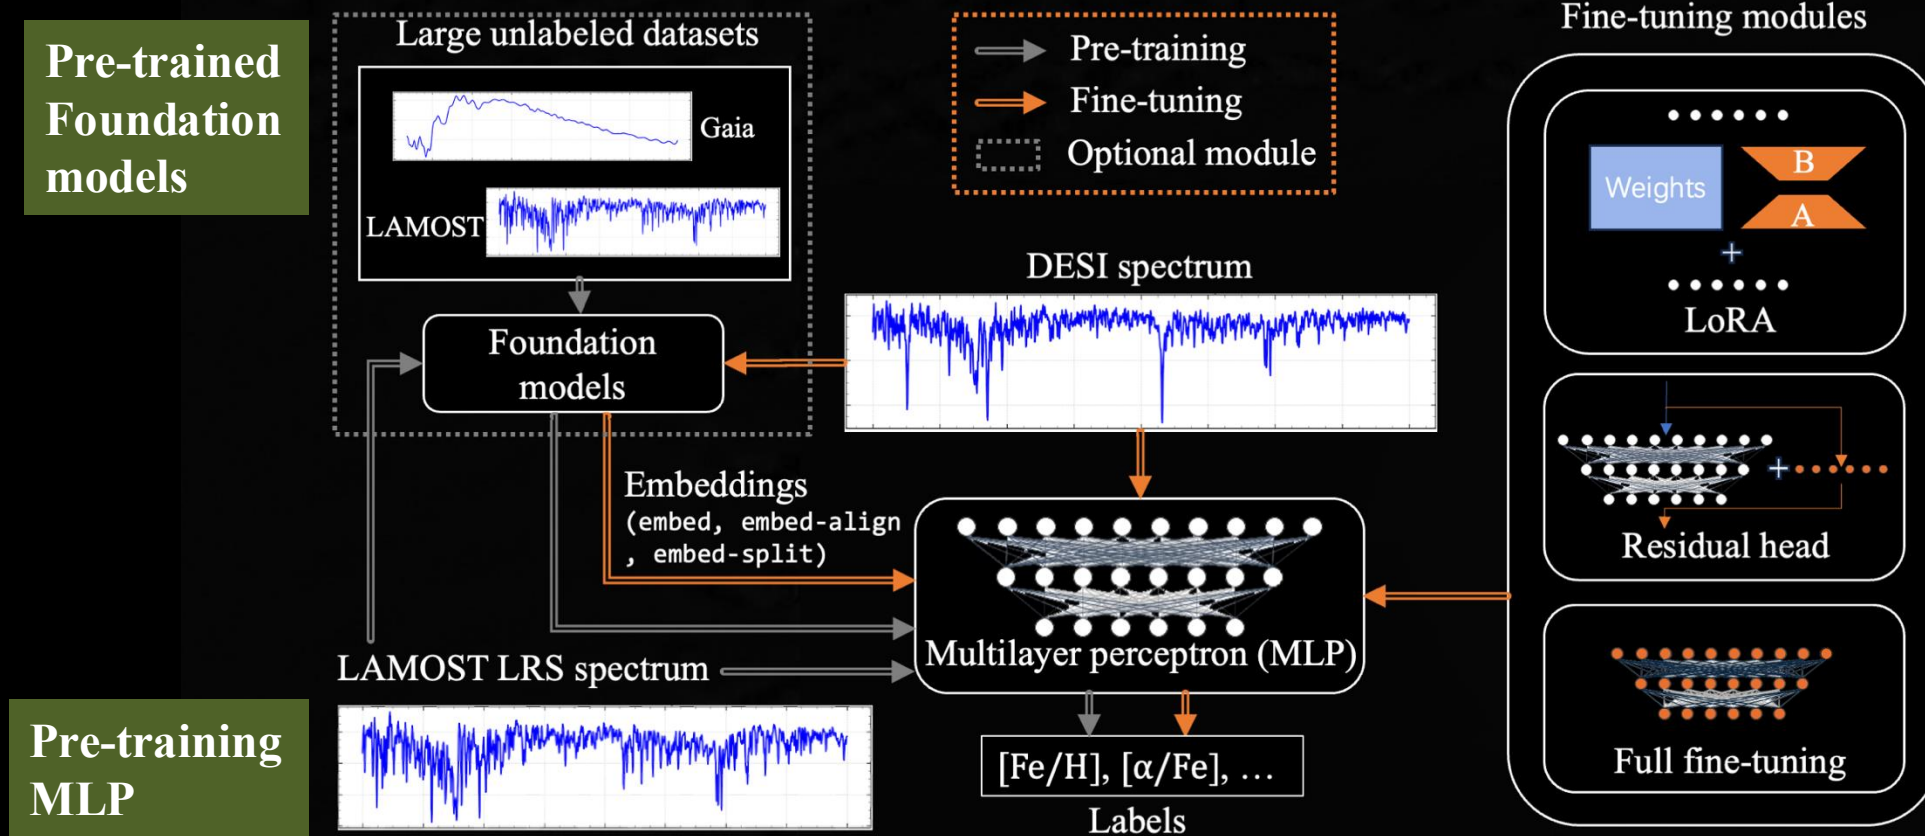 Pre-trained
Foundation
models
Large unlabeled datasets
Gaia
LAMOST
Foundation
models
Pre-training
Fine-tuning
Optional module
DESI spectrum
Embeddings
(embed, embed-align
, embed-split)
Multilayer perceptron (MLP)
LAMOST LRS spectrum
Pre-training
MLP
[Fe/H], [α/Fe], ...
Labels
Fine-tuning modules
Weights
B
A
+
LoRA
+
Residual head
Full fine-tuning